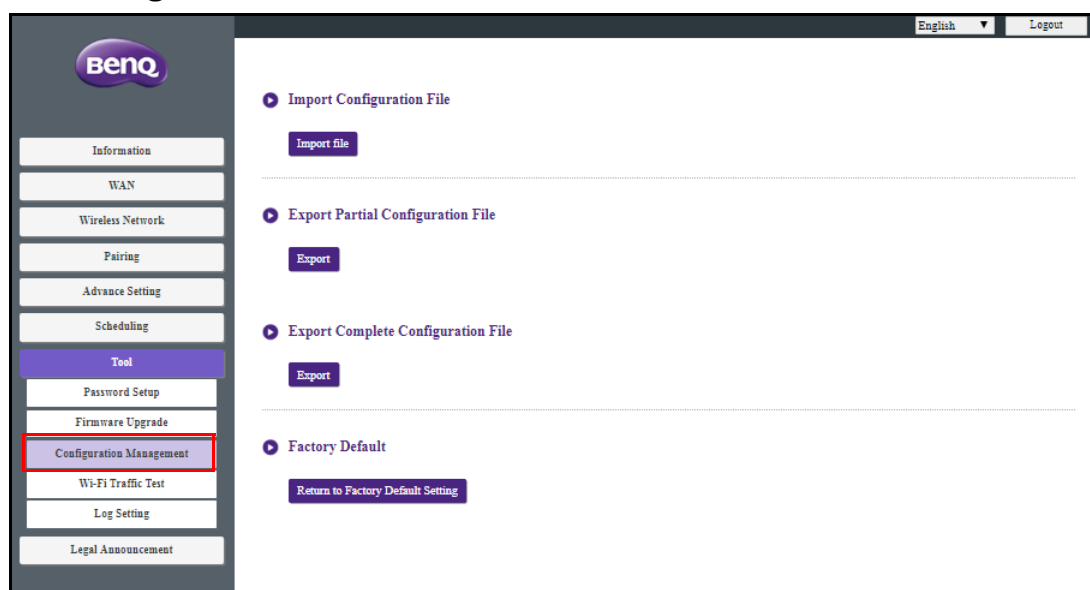 English ▼ Logout
BenQ
Information
WAN
Wireless Network
Pairing
Advance Setting
Scheduling
Tool
Password Setup
Firmware Upgrade
Configuration Management
Wi-Fi Traffic Test
Log Setting
Legal Announcement
Import Configuration File
Import file
Export Partial Configuration File
Export
Export Complete Configuration File
Export
Factory Default
Return to Factory Default Setting